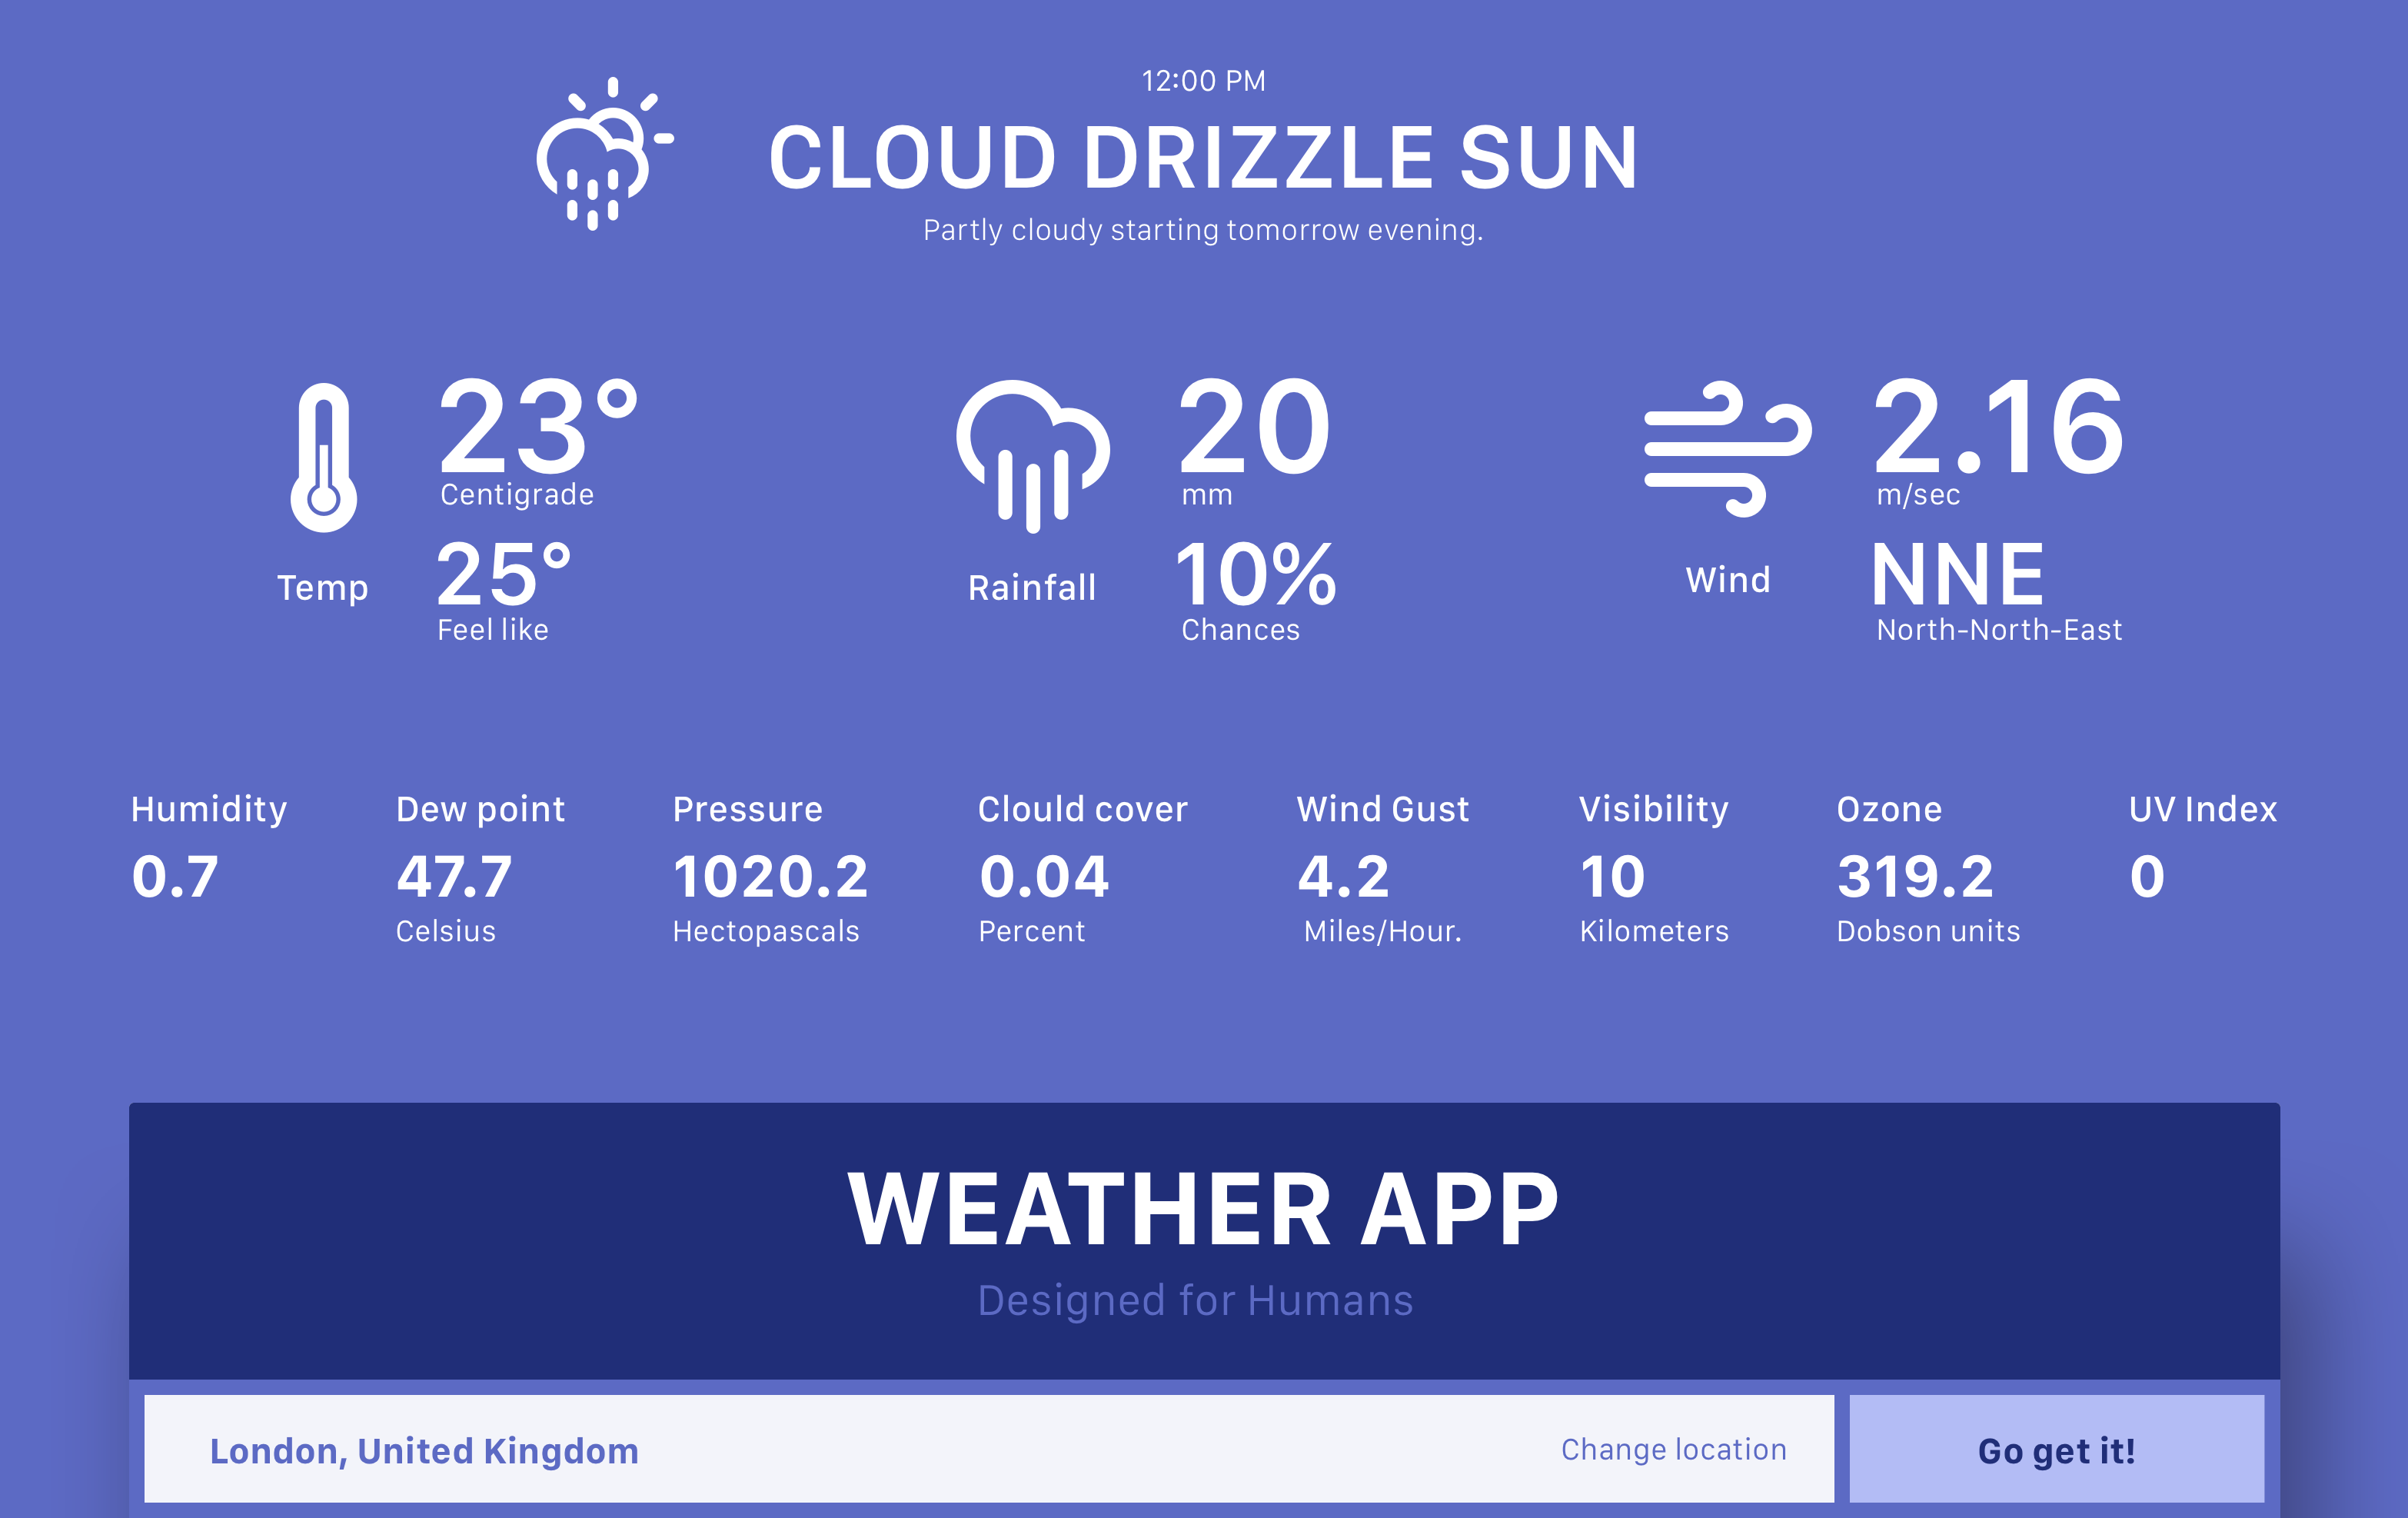 12:00 PM
CLOUD DRIZZLE SUN
Partly cloudy starting tomorrow evening.
23°
Centigrade
25°
Feel like
Temp
20
mm
10%
Chances
Rainfall
2.16
m/sec
NNE
North-North-East
Wind
Humidity
0.7
Dew point
47.7
Celsius
Pressure
1020.2
Hectopascals
Clould cover
0.04
Percent
Wind Gust
4.2
Miles/Hour.
Visibility
10
Kilometers
Ozone
319.2
Dobson units
UV Index
0
WEATHER APP
Designed for Humans
London, United Kingdom
Change location
Go get it!